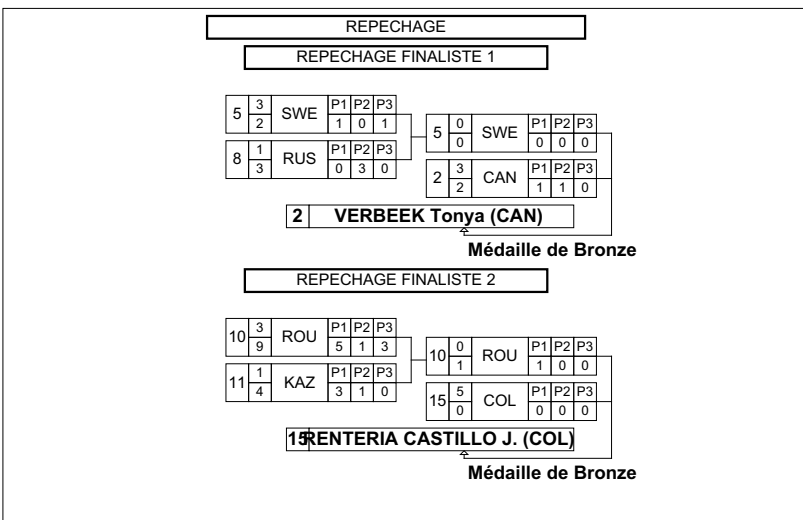 REPECHAGE
REPECHAGE FINALISTE 1
5 3 2 SWE P1 P2 P3 1 0 1
8 1 3 RUS P1 P2 P3 0 3 0
5 0 0 SWE P1 P2 P3 0 0 0
2 3 2 CAN P1 P2 P3 1 1 0
2 VERBEEK Tonya (CAN)
Médaille de Bronze
REPECHAGE FINALISTE 2
10 3 9 ROU P1 P2 P3 5 1 3
11 1 4 KAZ P1 P2 P3 3 1 0
10 0 1 ROU P1 P2 P3 1 0 0
15 5 0 COL P1 P2 P3 0 0 0
15 RENTERIA CASTILLO J. (COL)
Médaille de Bronze